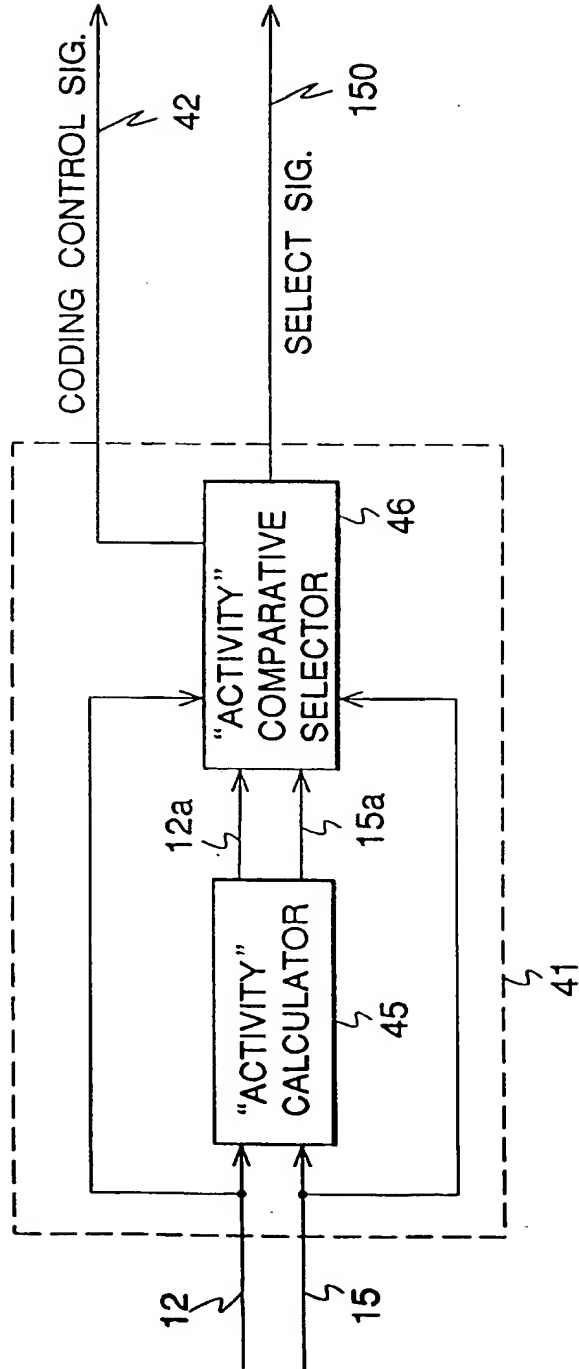 CODING CONTROL SIG.
42
SELECT SIG.
150
"ACTIVITY"
COMPARATIVE
SELECTOR
46
12a
15a
"ACTIVITY"
CALCULATOR
45
41
12
15